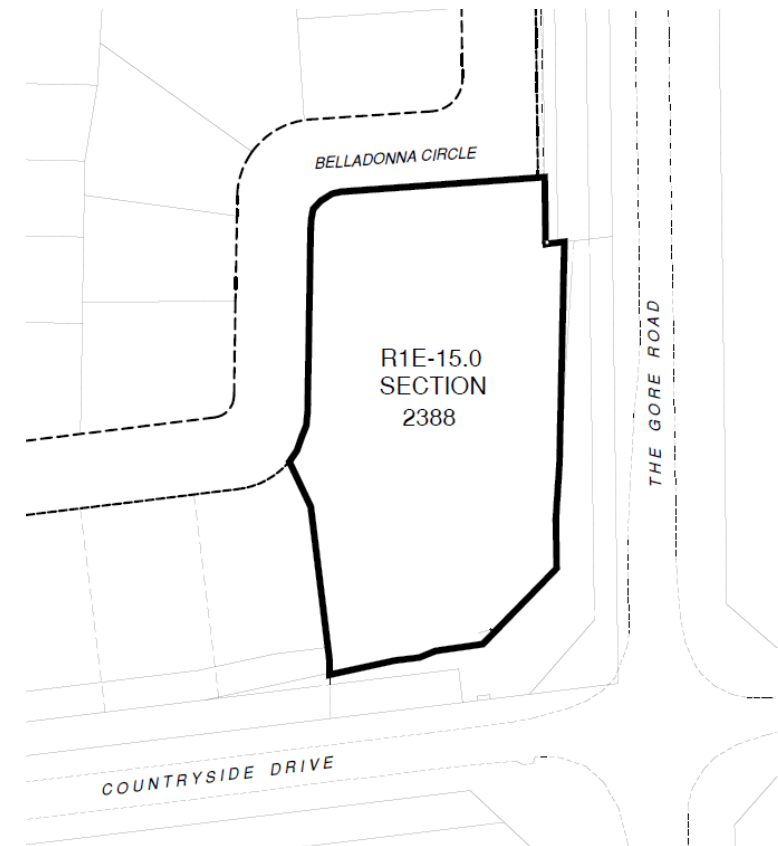 BELLADONNA CIRCLE
R1E-15.0
SECTION
2388
THE GORE ROAD
COUNTRYSIDE DRIVE